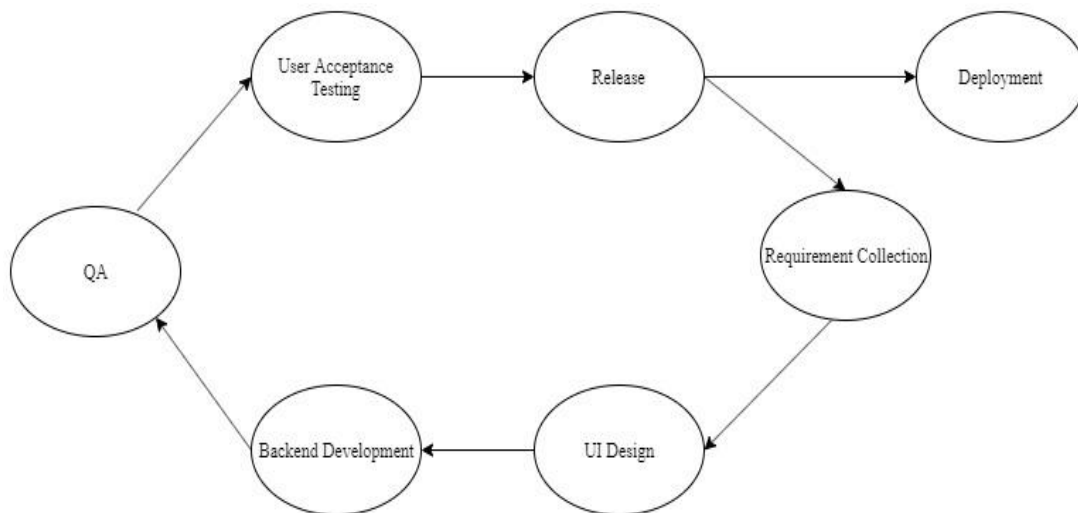 User Acceptance
Testing
Release
Deployment
Requirement Collection
QA
Backend Development
UI Design